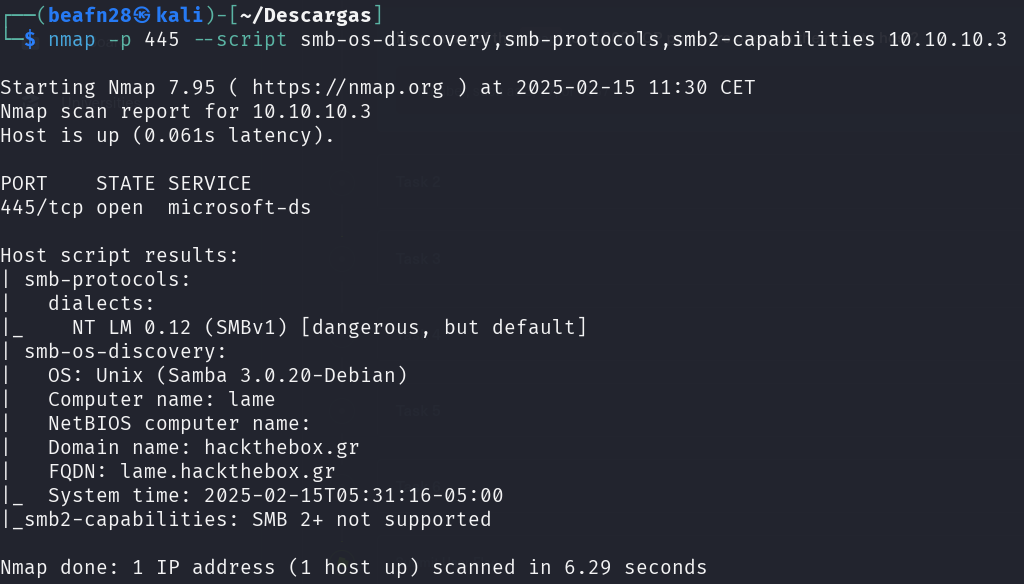 ┌──(beafn28㉿kali)-[~/Descargas]
└─$ nmap -p 445 --script smb-os-discovery,smb-protocols,smb2-capabilities 10.10.10.3
Starting Nmap 7.95 ( https://nmap.org ) at 2025-02-15 11:30 CET
Nmap scan report for 10.10.10.3
Host is up (0.061s latency).
PORT    STATE SERVICE
445/tcp open  microsoft-ds
Host script results:
| smb-protocols:
|   dialects:
|_    NT LM 0.12 (SMBv1) [dangerous, but default]
| smb-os-discovery:
|   OS: Unix (Samba 3.0.20-Debian)
|   Computer name: lame
|   NetBIOS computer name:
|   Domain name: hackthebox.gr
|   FQDN: lame.hackthebox.gr
|_  System time: 2025-02-15T05:31:16-05:00
|_smb2-capabilities: SMB 2+ not supported
Nmap done: 1 IP address (1 host up) scanned in 6.29 seconds